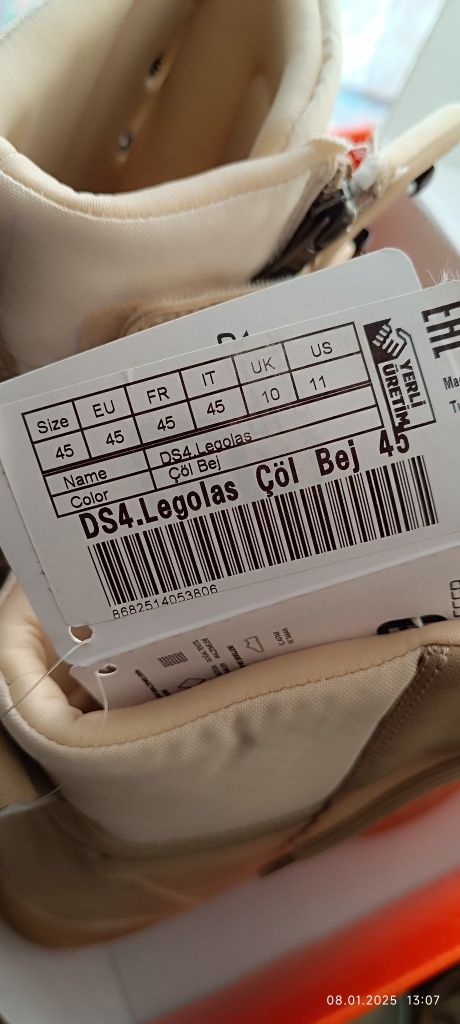 Size EU FR IT UK US
45 45 45 45 10 11
Name DS4.Legolas
Color Çöl Bej
DS4.Legolas Çöl Bej 45
8682514053806
YERLİ
ÜRETİM
EAC
08.01.2025 13:07